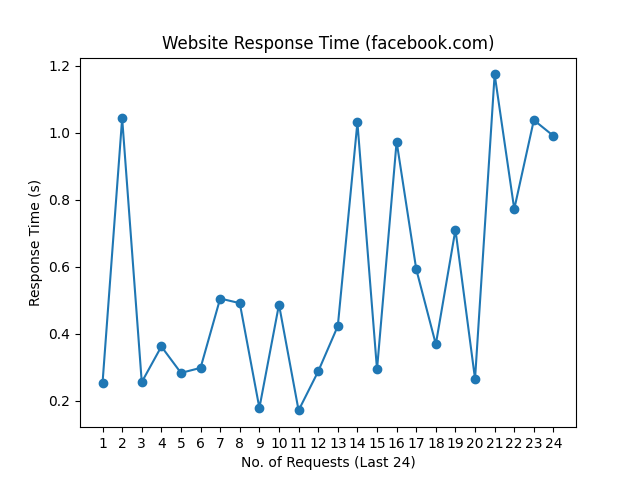 Website Response Time (facebook.com)
1.2
1.0
0.8
0.6
0.4
0.2
Response Time (s)
1 2 3 4 5 6 7 8 9 10 11 12 13 14 15 16 17 18 19 20 21 22 23 24
No. of Requests (Last 24)